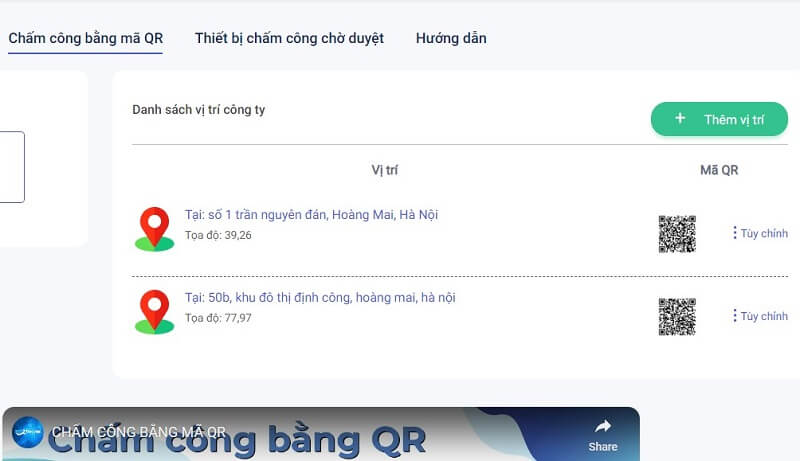 Chấm công bằng mã QR Thiết bị chấm công chờ duyệt Hướng dẫn
Danh sách vị trí công ty
+ Thêm vị trí
Vị trí Mã QR
Tại: số 1 trần nguyên đán, Hoàng Mai, Hà Nội
Tọa độ: 39,26
Tùy chỉnh
Tại: 50b, khu đô thị định công, hoàng mai, hà nội
Tọa độ: 77,97
Tùy chỉnh
CHẤM CÔNG BẰNG MÃ QR
Chấm công bằng QR
Share